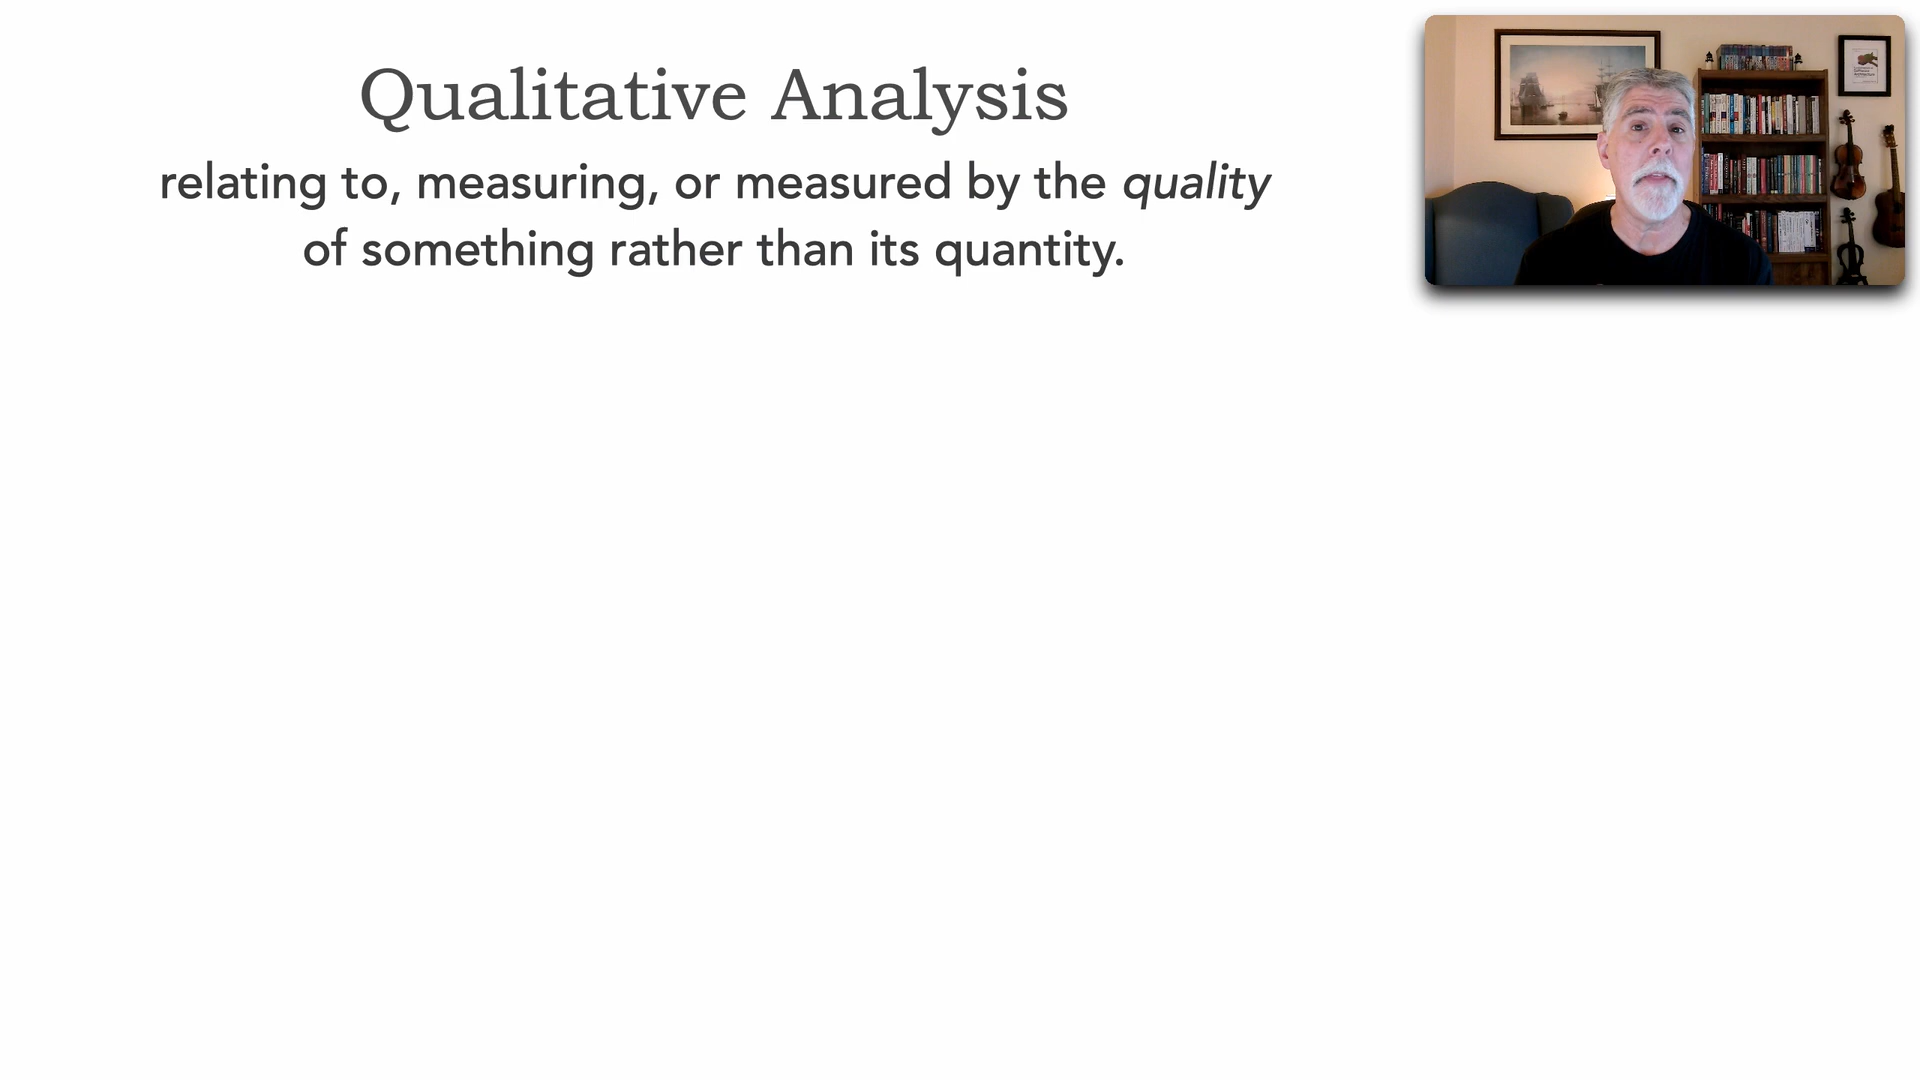 Qualitative Analysis
relating to, measuring, or measured by the quality
of something rather than its quantity.